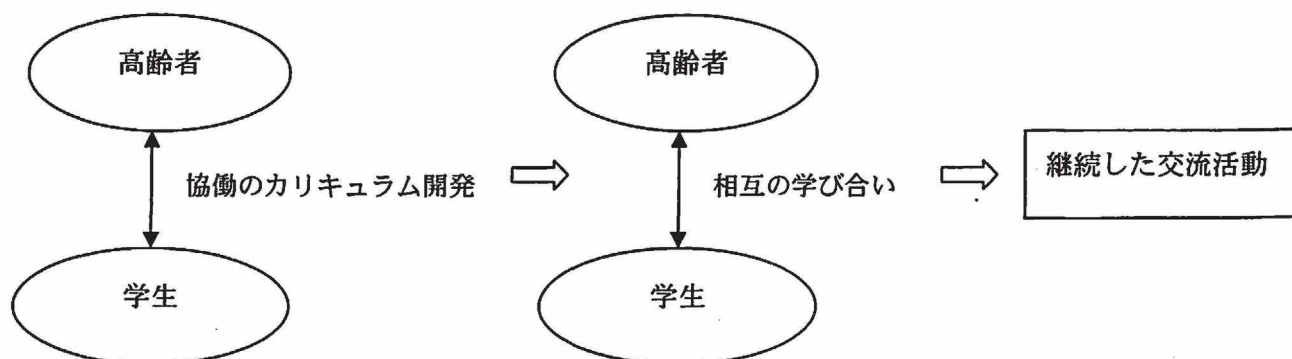 高齢者
高齢者
協働のカリキュラム開発
相互の学び合い
継続した交流活動
学生
学生